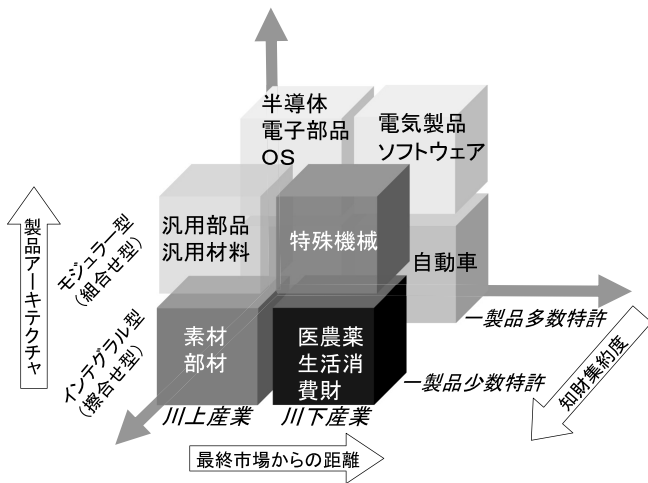 半導体
電子部品
OS
電気製品
ソフトウェア
汎用部品
汎用材料
特殊機械
自動車
素材
部材
医農薬
生活消
費財
製品アーキテクチャ
モジュラー型
(組合せ型)
インテグラル型
(擦合せ型)
一製品多数特許
一製品少数特許
知財集約度
川上産業
川下産業
最終市場からの距離